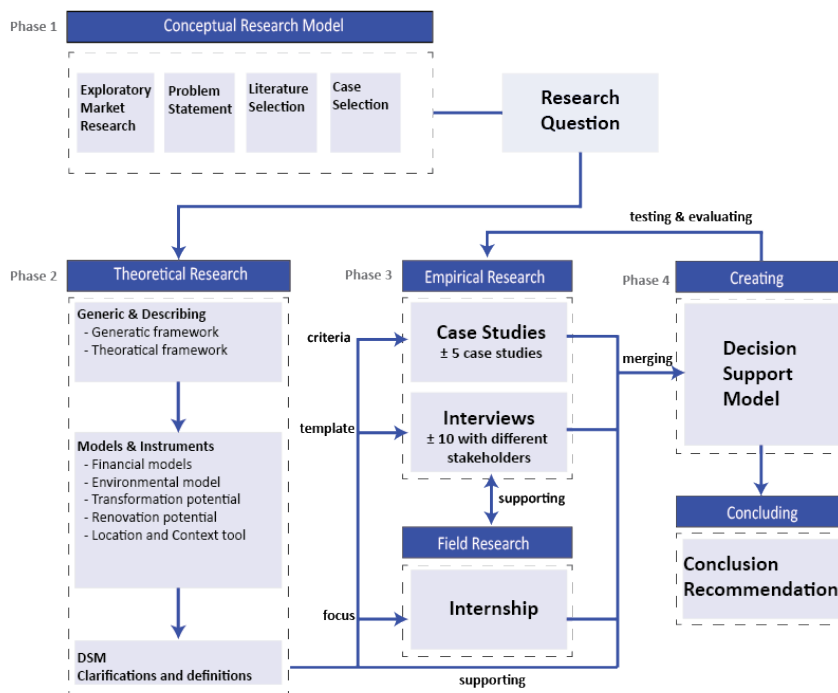 Phase 1
Conceptual Research Model
Exploratory
Market
Research
Problem
Statement
Literature
Selection
Case
Selection
Research
Question
testing & evaluating
Phase 2
Theoretical Research
Generic & Describing
- Generatic framework
- Theoratical framework
Models & Instruments
- Financial models
- Environmental model
- Transformation potential
- Renovation potential
- Location and Context tool
DSM
Clarifications and definitions
criteria
template
focus
Phase 3
Empirical Research
Case Studies
± 5 case studies
Interviews
± 10 with different
stakeholders
supporting
Field Research
Internship
supporting
merging
Phase 4
Creating
Decision
Support
Model
Concluding
Conclusion
Recommendation